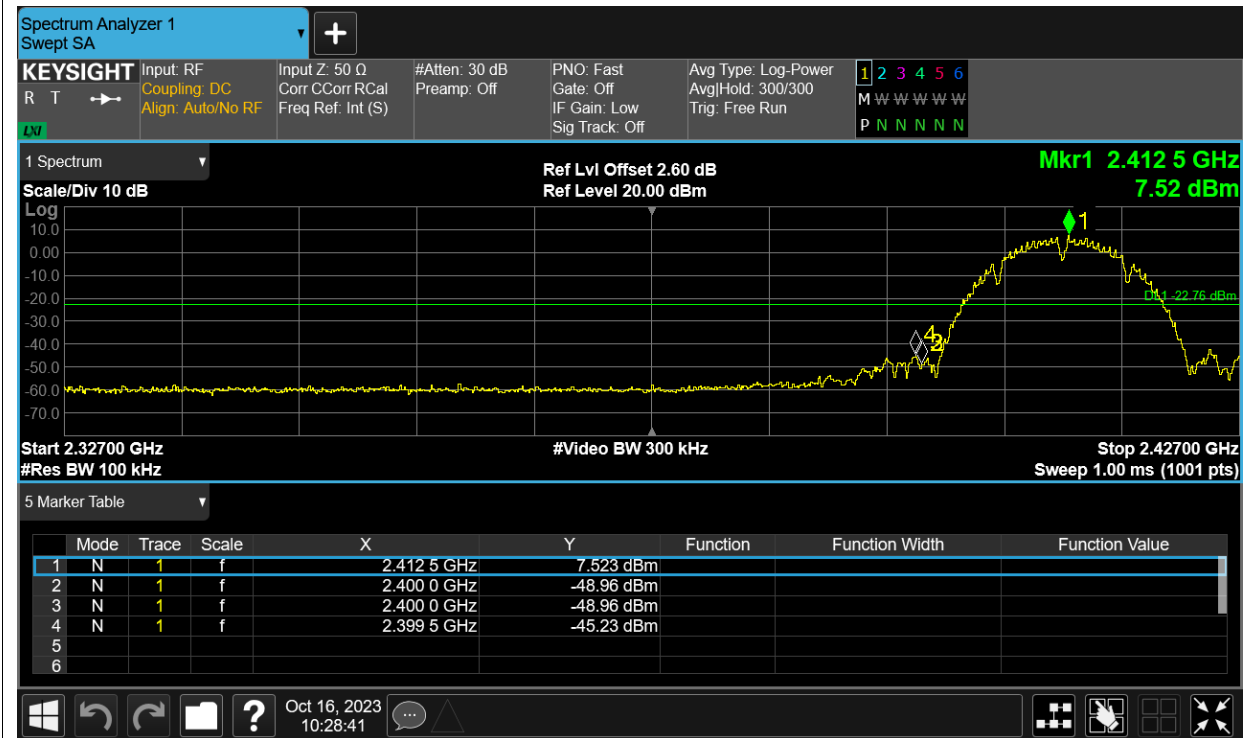 Spectrum Analyzer 1
Swept SA
KEYSIGHT
R T
LXI
Input: RF
Coupling: DC
Align: Auto/No RF
Input Z: 50 Ω
Corr CCorr RCal
Freq Ref: Int (S)
#Atten: 30 dB
Preamp: Off
PNO: Fast
Gate: Off
IF Gain: Low
Sig Track: Off
Avg Type: Log-Power
Avg|Hold: 300/300
Trig: Free Run
1 2 3 4 5 6
M W W W W W
P N N N N N
1 Spectrum
Scale/Div 10 dB
Ref Lvl Offset 2.60 dB
Ref Level 20.00 dBm
Mkr1 2.412 5 GHz
7.52 dBm
Log
10.0
0.00
-10.0
-20.0
-30.0
-40.0
-50.0
-60.0
-70.0
1
DL1 -22.76 dBm
4
Start 2.32700 GHz
#Res BW 100 kHz
#Video BW 300 kHz
Stop 2.42700 GHz
Sweep 1.00 ms (1001 pts)
5 Marker Table
Mode Trace Scale X Y Function Function Width Function Value
1 N 1 f 2.412 5 GHz 7.523 dBm
2 N 1 f 2.400 0 GHz -48.96 dBm
3 N 1 f 2.400 0 GHz -48.96 dBm
4 N 1 f 2.399 5 GHz -45.23 dBm
5
6
?
Oct 16, 2023
10:28:41